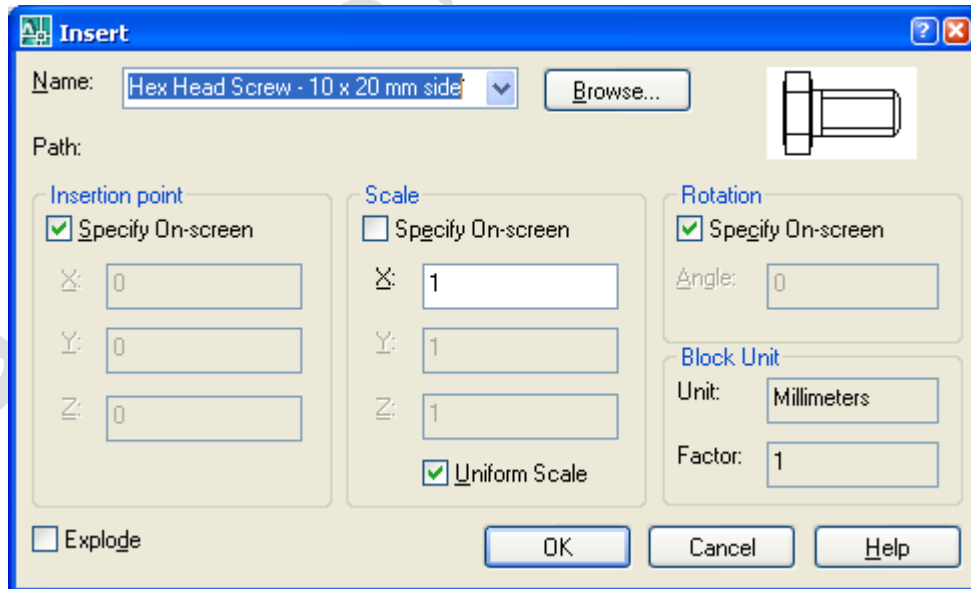 Insert
Name: Hex Head Screw - 10 x 20 mm side Browse...
Path:
Insertion point
Specify On-screen
X: 0
Y: 0
Z: 0
Scale
Specify On-screen
X: 1
Y: 1
Z: 1
Uniform Scale
Rotation
Specify On-screen
Angle: 0
Block Unit
Unit: Millimeters
Factor: 1
Explode
OK Cancel Help